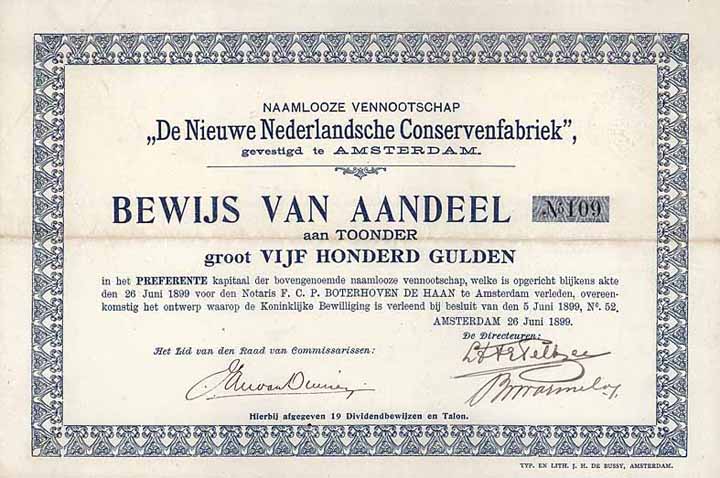 NAAMLOOZE VENNOOTSCHAP
„De Nieuwe Nederlandsche Conservenfabriek”,
gevestigd te AMSTERDAM.
BEWIJS VAN AANDEEL No 109
aan TOONDER
groot VIJF HONDERD GULDEN
in het PREFERENTE kapitaal der bovengenoemde naamlooze vennootschap, welke is opgericht blijkens akte
den 26 Juni 1899 voor den Notaris F. C. P. BOTERHOVEN DE HAAN te Amsterdam verleden, overeen-
komstig het ontwerp waarop de Koninklijke Bewilliging is verleend bij besluit van den 5 Juni 1899, No. 52.
AMSTERDAM 26 Juni 1899.
De Directeuren:
Het Lid van den Raad van Commissarissen:
Hierbij afgegeven 19 Dividendbewijzen en Talon.
TYP. EN LITH. J. H. DE BUSSY, AMSTERDAM.